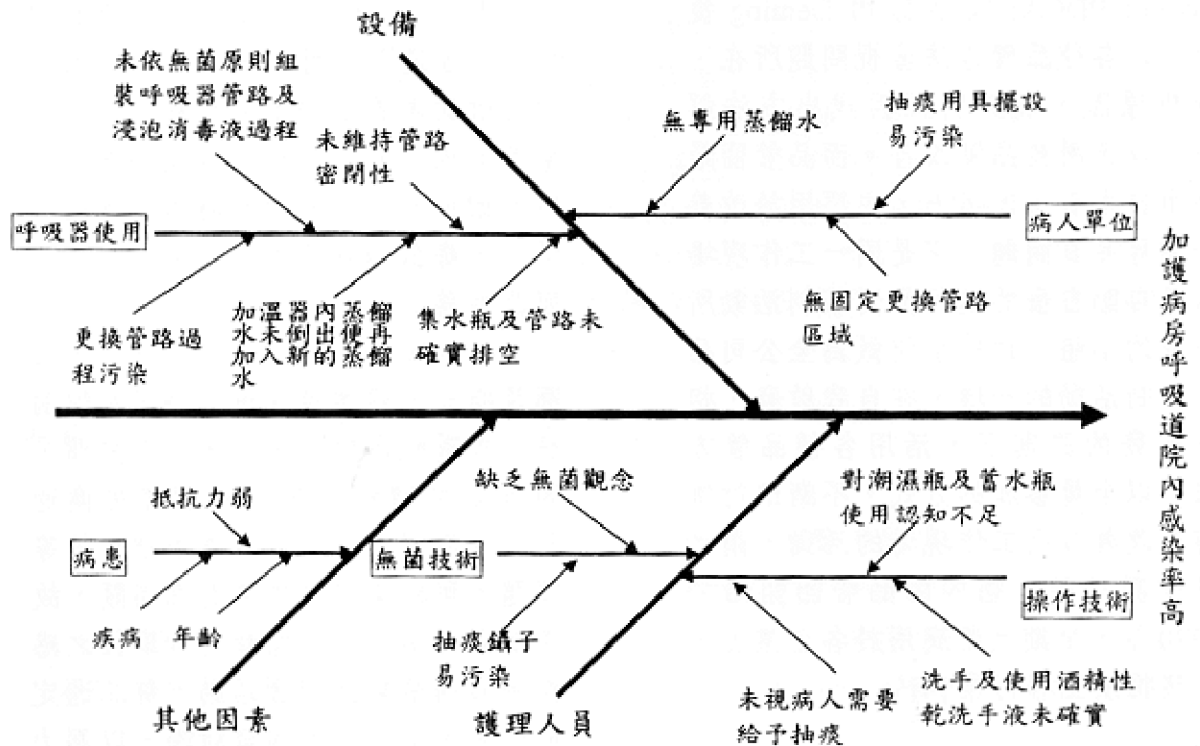 設備
未依無菌原則組
裝呼吸器管路及
浸泡消毒液過程
未維持管路
密閉性
無專用蒸餾水
抽痰用具擺設
易污染
呼吸器使用
病人單位
更換管路過
程污染
加溫器內蒸餾
水未倒出便再
加入新的蒸餾
水
集水瓶及管路未
確實排空
無固定更換管路
區域
加護病房呼吸道院內感染率高
抵抗力弱
病患
疾病
年齡
其他因素
缺乏無菌觀念
無菌技術
抽痰鑷子
易污染
護理人員
對潮濕瓶及蓄水瓶
使用認知不足
操作技術
未視病人需要
給予抽痰
洗手及使用酒精性
乾洗手液未確實